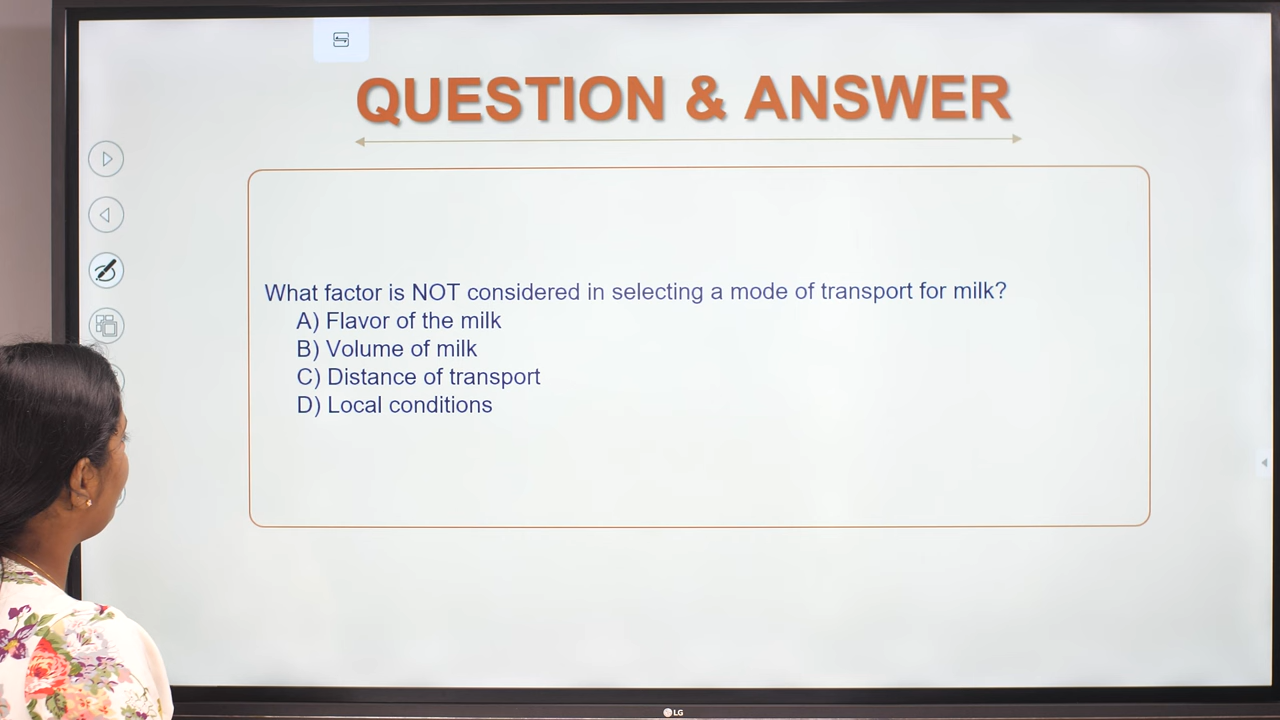 QUESTION & ANSWER
What factor is NOT considered in selecting a mode of transport for milk?
A) Flavor of the milk
B) Volume of milk
C) Distance of transport
D) Local conditions
LG